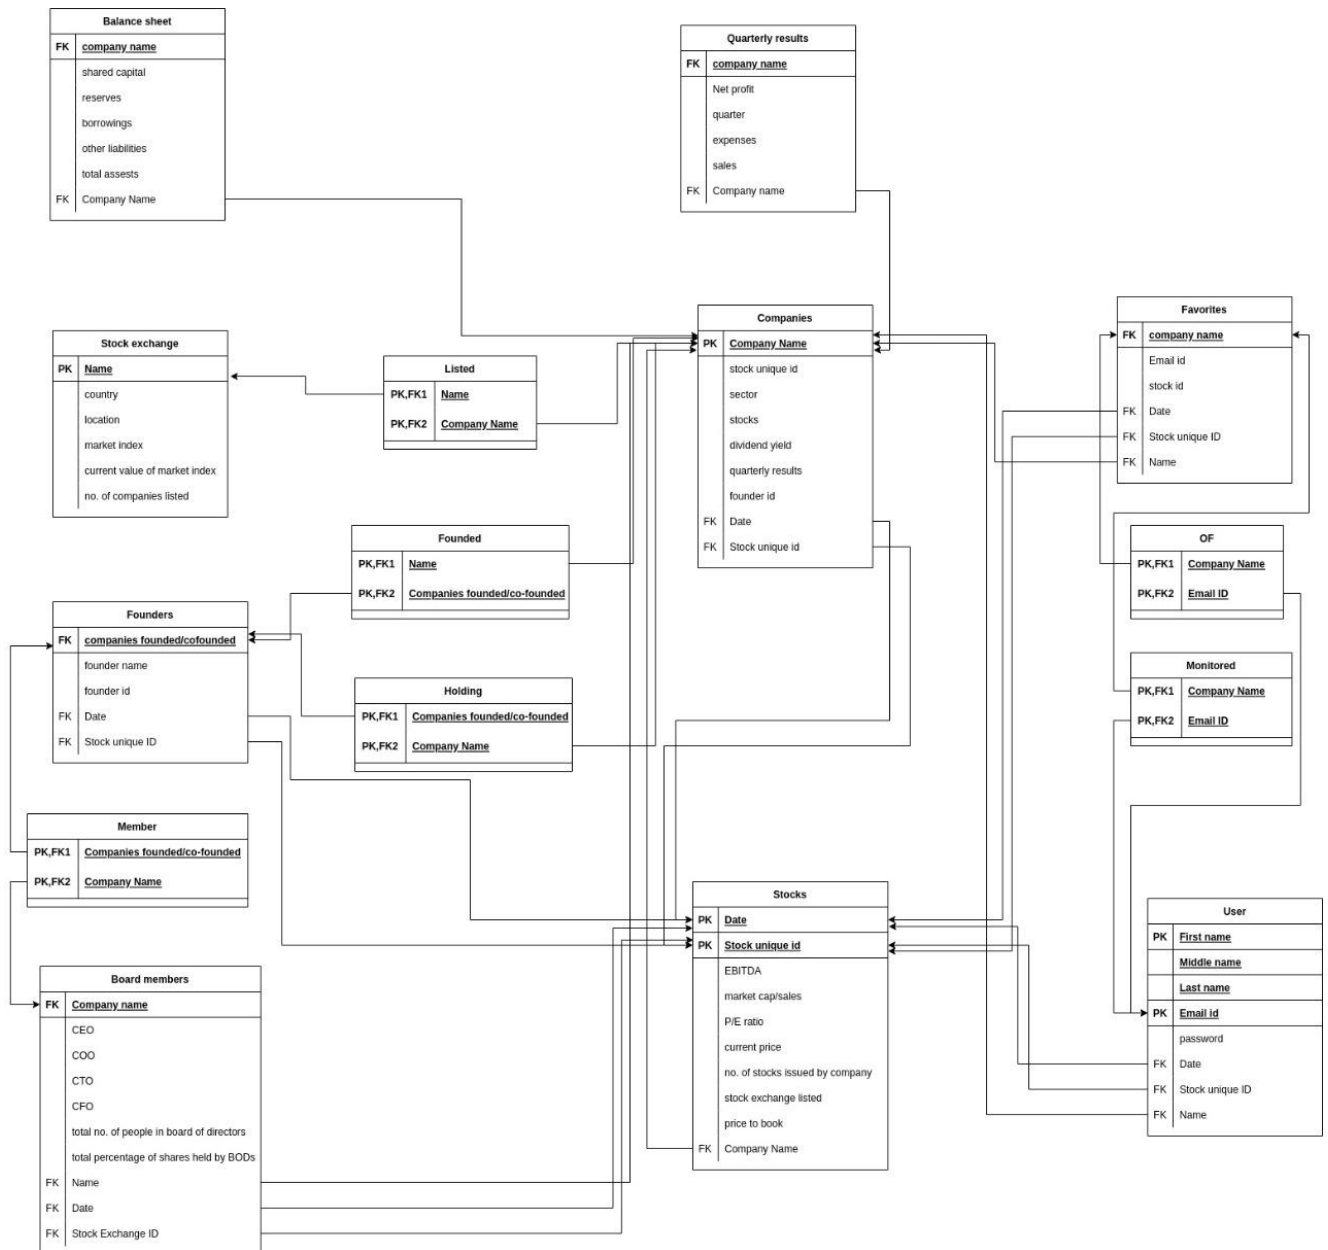 Balance sheet
FK company name
shared capital
reserves
borrowings
other liabilities
total assests
FK Company Name
Quarterly results
FK company name
Net profit
quarter
expenses
sales
FK Company name
Stock exchange
PK Name
country
location
market index
current value of market index
no. of companies listed
Listed
PK,FK1 Name
PK,FK2 Company Name
Companies
PK Company Name
stock unique id
sector
stocks
dividend yield
quarterly results
founder id
FK Date
FK Stock unique id
Favorites
FK company name
Email id
stock id
FK Date
FK Stock unique ID
FK Name
Founded
PK,FK1 Name
PK,FK2 Companies founded/co-founded
OF
PK,FK1 Company Name
PK,FK2 Email ID
Founders
FK companies founded/cofounded
founder name
founder id
FK Date
FK Stock unique ID
Holding
PK,FK1 Companies founded/co-founded
PK,FK2 Company Name
Monitored
PK,FK1 Company Name
PK,FK2 Email ID
Member
PK,FK1 Companies founded/co-founded
PK,FK2 Company Name
Stocks
PK Date
PK Stock unique id
EBITDA
market cap/sales
P/E ratio
current price
no. of stocks issued by company
stock exchange listed
price to book
FK Company Name
User
PK First name
Middle name
Last name
PK Email id
password
FK Date
FK Stock unique ID
FK Name
Board members
FK Company name
CEO
COO
CTO
CFO
total no. of people in board of directors
total percentage of shares held by BODs
FK Name
FK Date
FK Stock Exchange ID